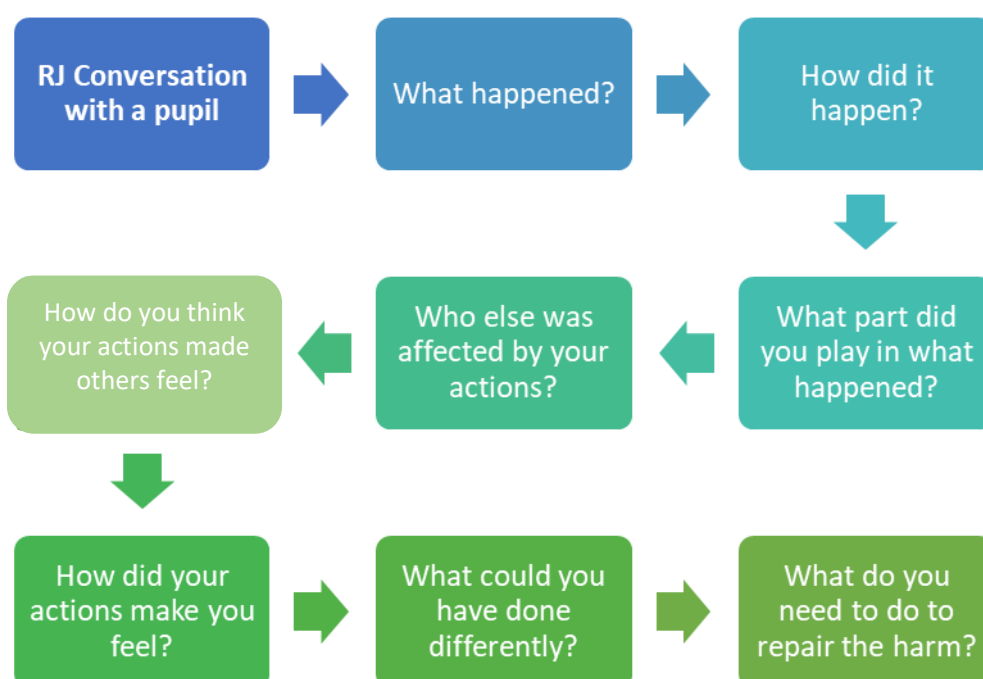 RJ Conversation
with a pupil
What happened?
How did it
happen?
What part did
you play in what
happened?
Who else was
affected by your
actions?
How do you think
your actions made
others feel?
How did your
actions make you
feel?
What could you
have done
differently?
What do you
need to do to
repair the harm?